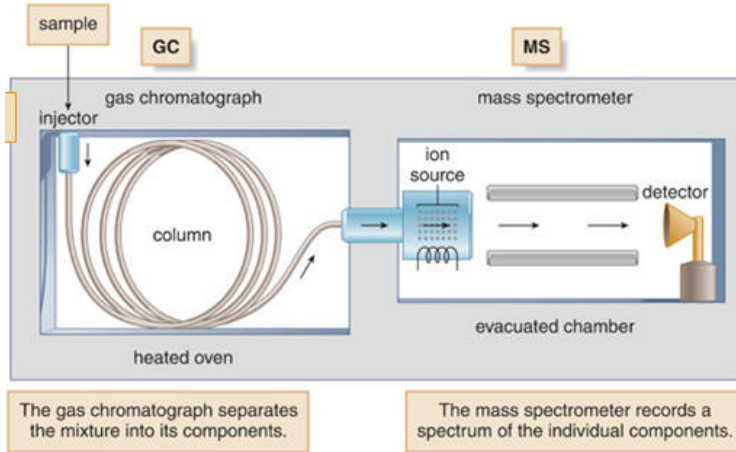 sample
GC
MS
gas chromatograph
mass spectrometer
injector
ion
source
detector
column
heated oven
evacuated chamber
The gas chromatograph separates
the mixture into its components.
The mass spectrometer records a
spectrum of the individual components.